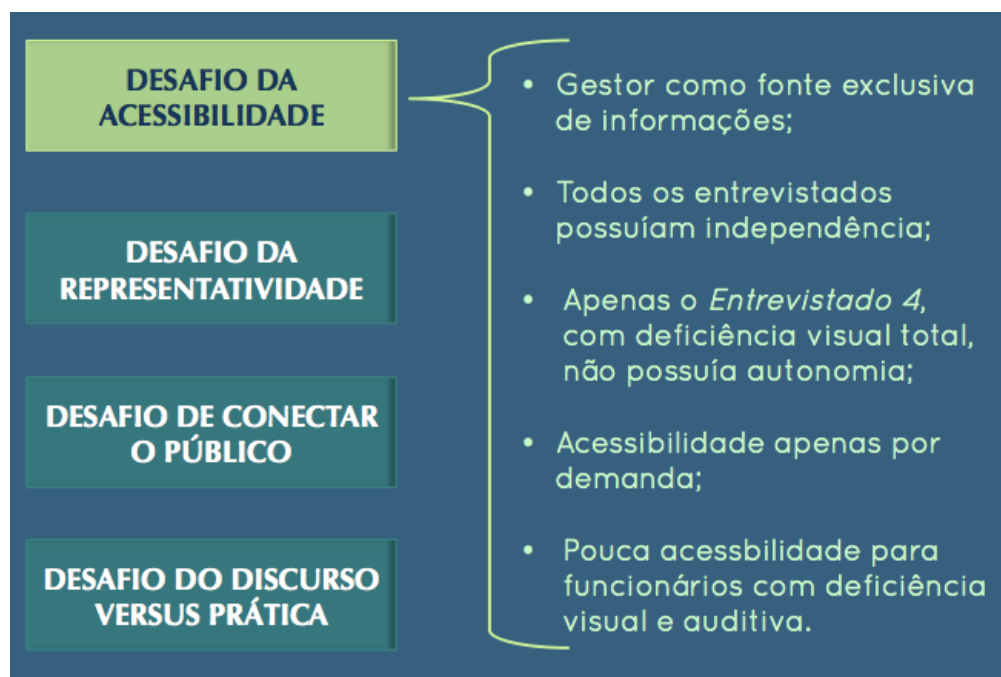 DESAFIO DA
ACESSIBILIDADE
DESAFIO DA
REPRESENTATIVIDADE
DESAFIO DE CONECTAR
O PÚBLICO
DESAFIO DO DISCURSO
VERSUS PRÁTICA
• Gestor como fonte exclusiva
de informações;
• Todos os entrevistados
possuíam independência;
• Apenas o Entrevistado 4,
com deficiência visual total,
não possuía autonomia;
• Acessibilidade apenas por
demanda;
• Pouca acessbilidade para
funcionários com deficiência
visual e auditiva.